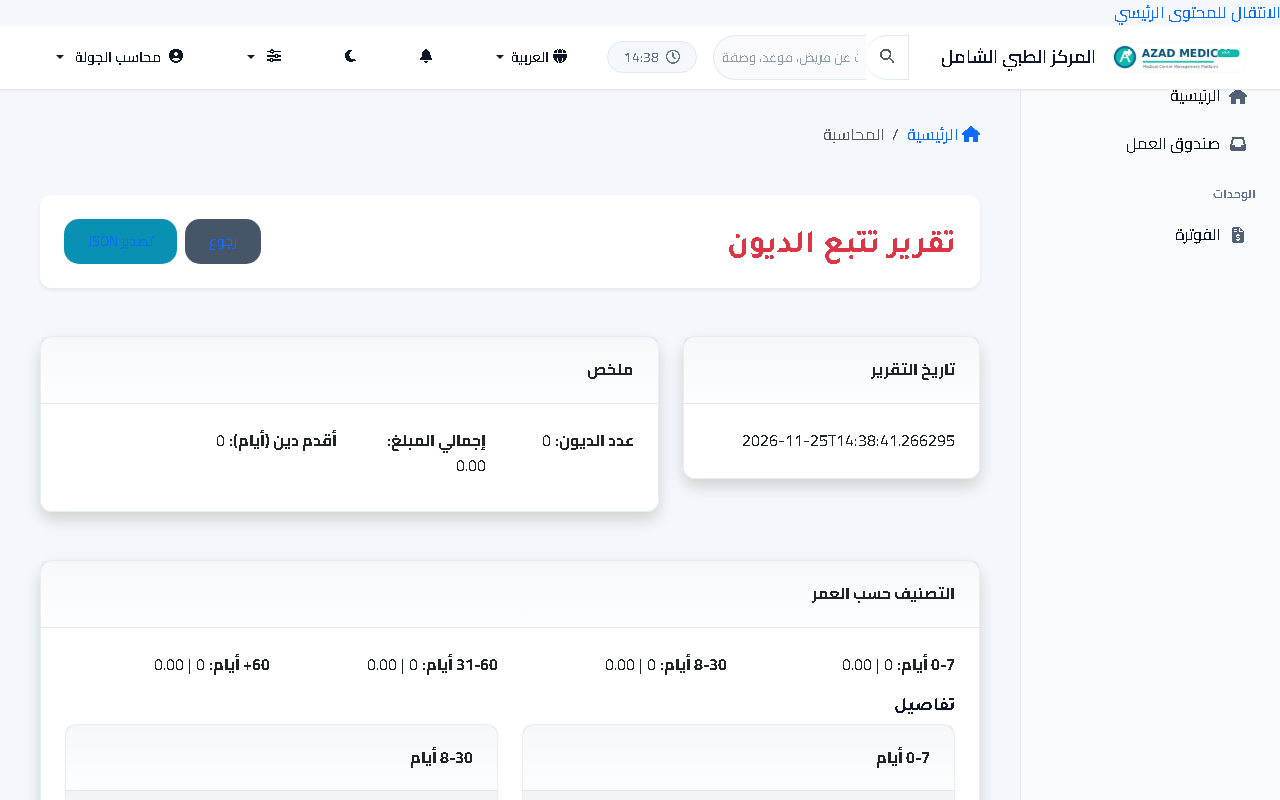 الانتقال للمحتوى الرئيسي
AZAD MEDIC
Medical Centre Management Platform
المركز الطبي الشامل
عن مريض، موعد، وصفة
14:38
العربية
محاسب الجولة
الرئيسية
صندوق العمل
الوحدات
الفوترة
الرئيسية / المحاسبة
تقرير تتبع الديون
رجوع
تصدير JSON
تاريخ التقرير
2026-11-25T14:38:41.266295
ملخص
عدد الديون: 0
إجمالي المبلغ: 0.00
أقدم دين (أيام): 0
التصنيف حسب العمر
0-7 أيام: 0 | 0.00
8-30 أيام: 0 | 0.00
31-60 أيام: 0 | 0.00
60+ أيام: 0 | 0.00
تفاصيل
0-7 أيام
8-30 أيام